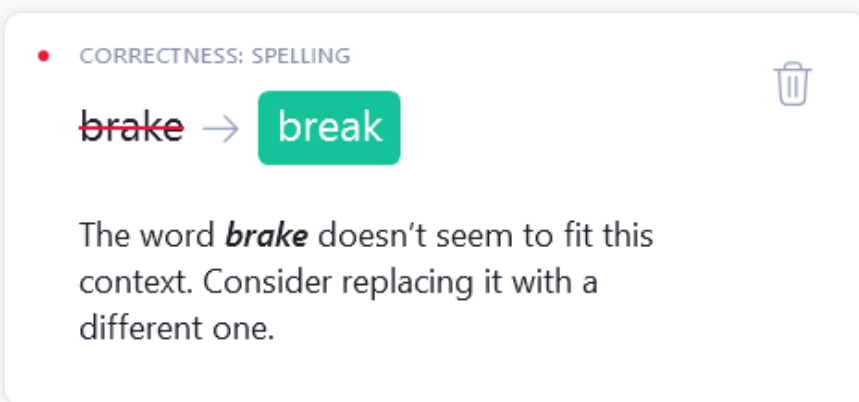 CORRECTNESS: SPELLING
brake → break
The word brake doesn't seem to fit this
context. Consider replacing it with a
different one.